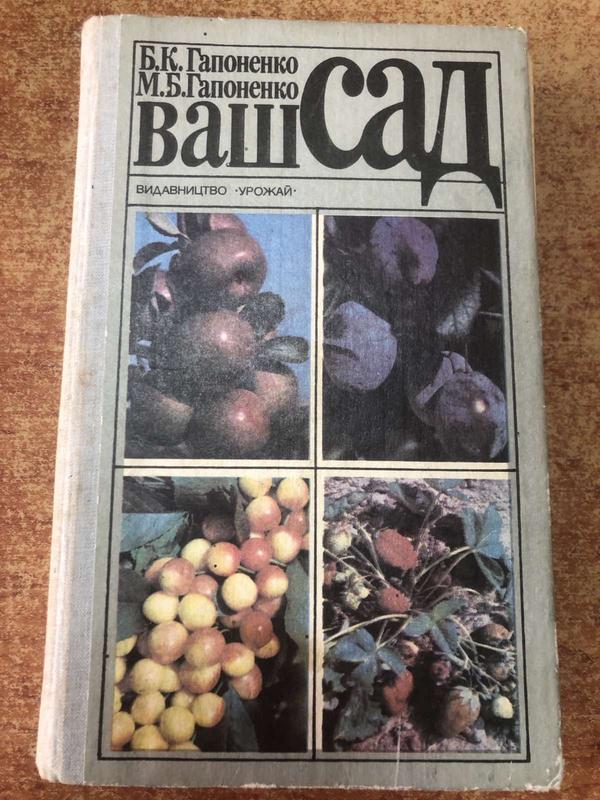 Б.К. Гапоненко
М.Б. Гапоненко
ваш сад
ВИДАВНИЦТВО «УРОЖАЙ»